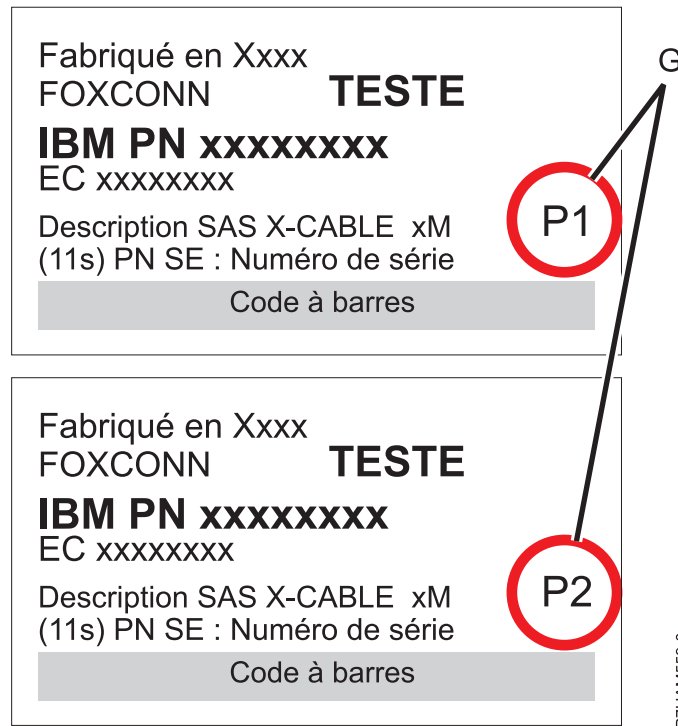 Fabriqué en Xxxx
FOXCONN TESTE
IBM PN xxxxxxxx
EC xxxxxxxx
Description SAS X-CABLE xM
(11s) PN SE : Numéro de série
Code à barres
P1
G
Fabriqué en Xxxx
FOXCONN TESTE
IBM PN xxxxxxxx
EC xxxxxxxx
Description SAS X-CABLE xM
(11s) PN SE : Numéro de série
Code à barres
P2